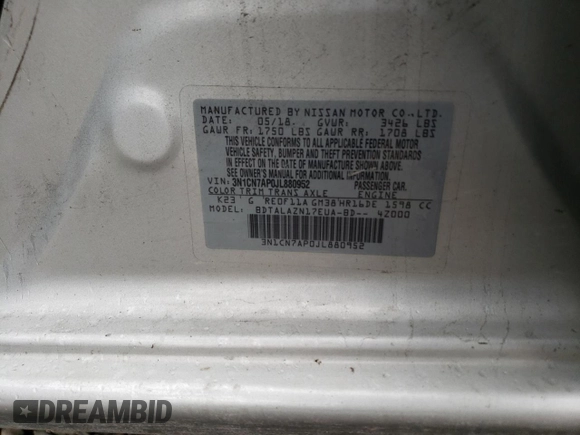 MANUFACTURED BY NISSAN MOTOR CO.,LTD.
DATE: 05/18 GVWR: 3426 LBS
GAWR FR: 1750 LBS GAWR RR: 1708 LBS
THIS VEHICLE CONFORMS TO ALL APPLICABLE FEDERAL MOTOR
VEHICLE SAFETY, BUMPER AND THEFT PREVENTION STANDARDS
IN EFFECT ON THE DATE OF MANUFACTURE SHOWN ABOVE.
SEE OWNER'S MANUAL FOR ADDITIONAL INFORMATION
VIN: 3N1CN7AP0JL880952 PASSENGER CAR.
COLOR TRIM TRANS AXLE ENGINE
K23 G RE0F11A GM38 HR16DE 1598 CC
MODEL: BDTALAZN17EUA-BD-- 42000
3N1CN7AP0JL880952
DREAMBID